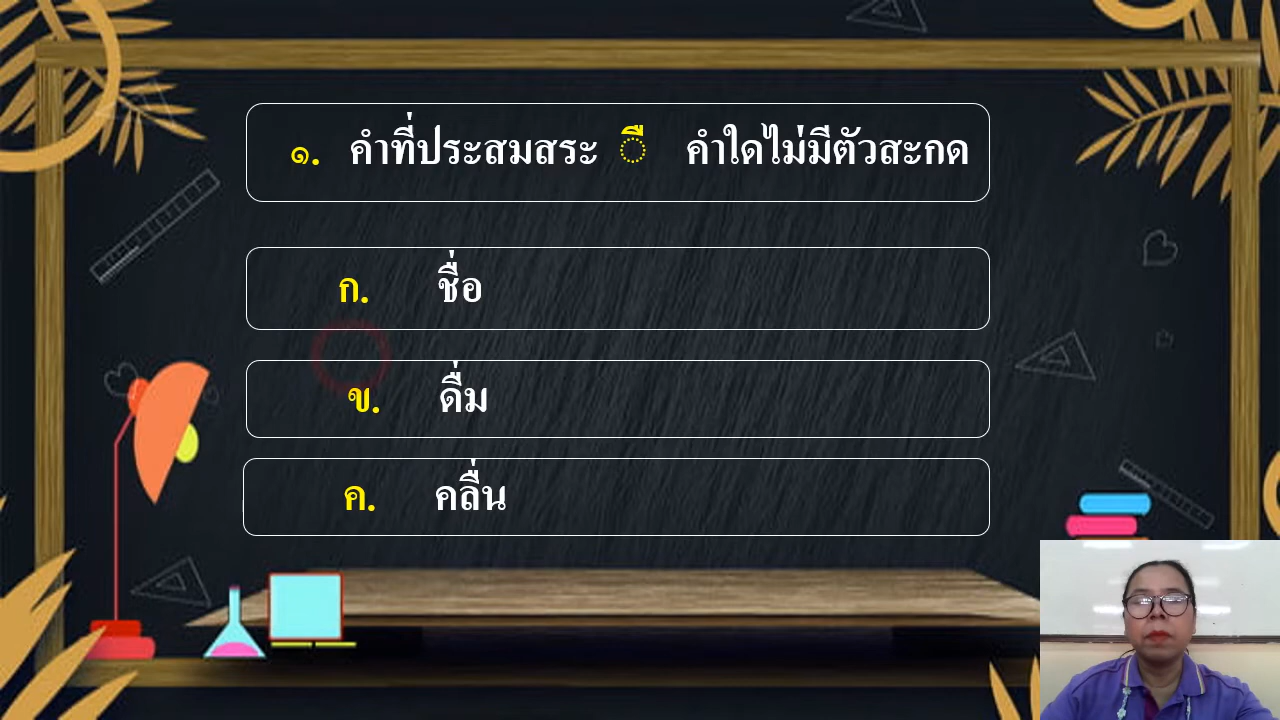 ๑. คำที่ประสมสระ ื คำใดไม่มีตัวสะกด
ก. ชื่อ
ข. ดื่ม
ค. คลื่น